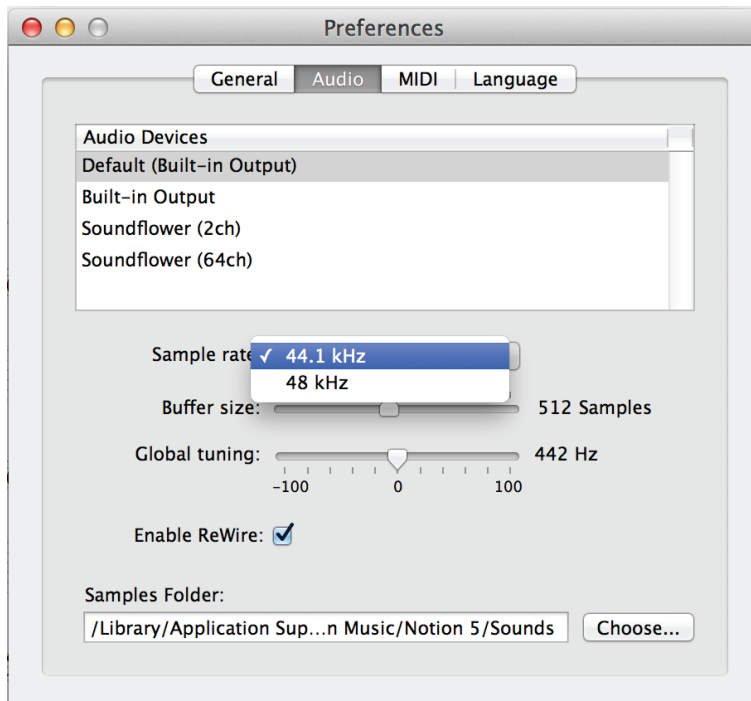 Preferences
General Audio MIDI Language
Audio Devices
Default (Built-in Output)
Built-in Output
Soundflower (2ch)
Soundflower (64ch)
Sample rate ✓ 44.1 kHz
48 kHz
Buffer size: 512 Samples
Global tuning: 442 Hz
-100 0 100
Enable ReWire:
Samples Folder:
/Library/Application Sup...n Music/Notion 5/Sounds Choose...